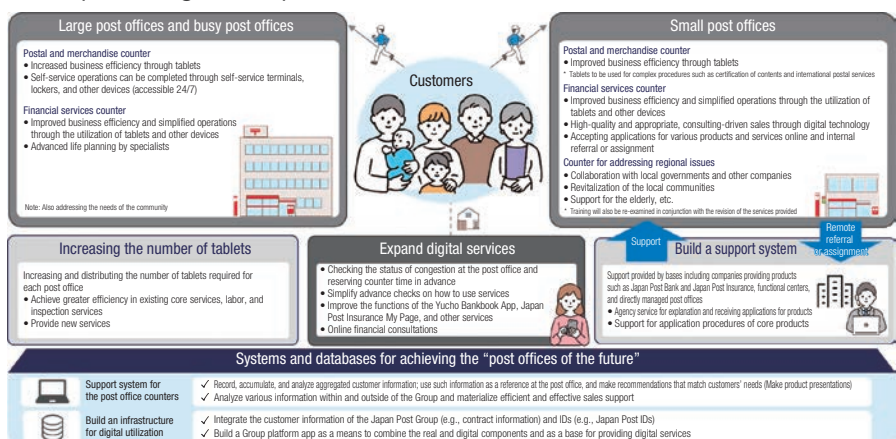 Large post offices and busy post offices
Postal and merchandise counter
• Increased business efficiency through tablets
• Self-service operations can be completed through self-service terminals,
lockers, and other devices (accessible 24/7)
Financial services counter
• Improved business efficiency and simplified operations
through the utilization of tablets and other devices
• Advanced life planning by specialists
Note: Also addressing the needs of the community
Customers
Small post offices
Postal and merchandise counter
• Improved business efficiency through tablets
* Tablets to be used for complex procedures such as certification of contents and international postal services
Financial services counter
• Improved business efficiency and simplified operations through the utilization of
tablets and other devices
• High-quality and appropriate, consulting-driven sales through digital technology
• Accepting applications for various products and services online and internal
referral or assignment
Counter for addressing regional issues
• Collaboration with local governments and other companies
• Revitalization of the local communities
• Support for the elderly, etc.
* Training will also be re-examined in conjunction with the revision of the services provided
Increasing the number of tablets
Increasing and distributing the number of tablets required for
each post office
• Achieve greater efficiency in existing core services, labor, and
inspection services
• Provide new services
Expand digital services
• Checking the status of congestion at the post office and
reserving counter time in advance
• Simplify advance checks on how to use services
• Improve the functions of the Yucho Bankbook App, Japan
Post Insurance My Page, and other services
• Online financial consultations
Support
Build a support system
Remote
referral
or assignment
Support provided by bases including companies providing products
such as Japan Post Bank and Japan Post Insurance, functional centers,
and directly managed post offices
• Agency service for explanation and receiving applications for products
• Support for application procedures of core products
Systems and databases for achieving the “post offices of the future”
Support system for
the post office counters
✓ Record, accumulate, and analyze aggregated customer information; use such information as a reference at the post office, and make recommendations that match customers’ needs (Make product presentations)
✓ Analyze various information within and outside of the Group and materialize efficient and effective sales support
Build an infrastructure
for digital utilization
✓ Integrate the customer information of the Japan Post Group (e.g., contract information) and IDs (e.g., Japan Post IDs)
✓ Build a Group platform app as a means to combine the real and digital components and as a base for providing digital services